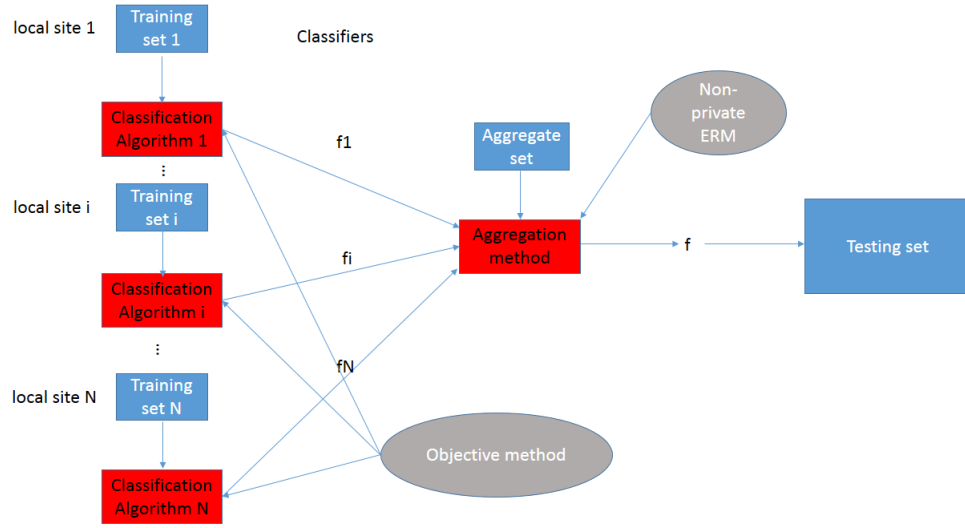 local site 1
Training
set 1
Classifiers
Classification
Algorithm 1
...
f1
Aggregate
set
Non-
private
ERM
local site i
Training
set i
Aggregation
method
f
Testing set
fi
Classification
Algorithm i
...
fN
local site N
Training
set N
Objective method
Classification
Algorithm N